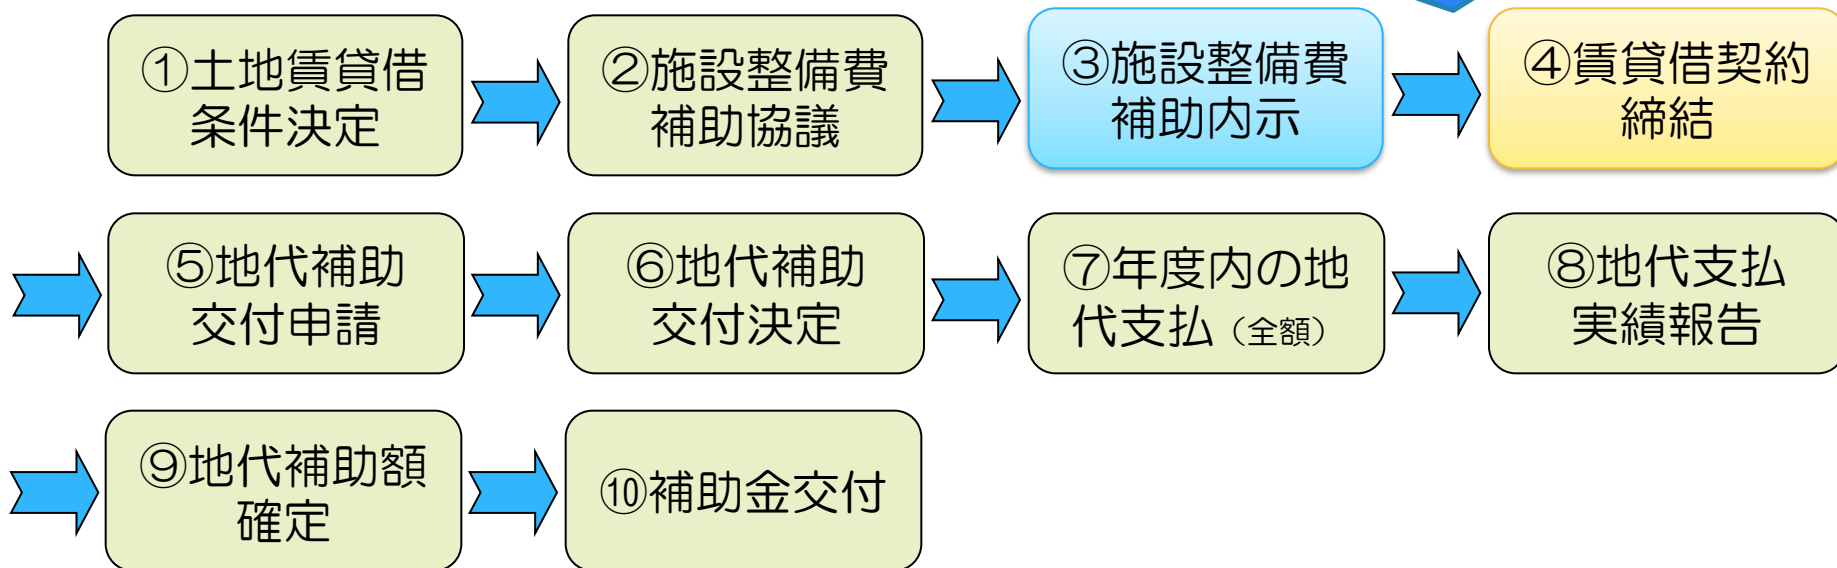 ①土地賃貸借
条件決定
②施設整備費
補助協議
③施設整備費
補助内示
④賃貸借契約
締結
⑤地代補助
交付申請
⑥地代補助
交付決定
⑦年度内の地
代支払（全額）
⑧地代支払
実績報告
⑨地代補助額
確定
⑩補助金交付